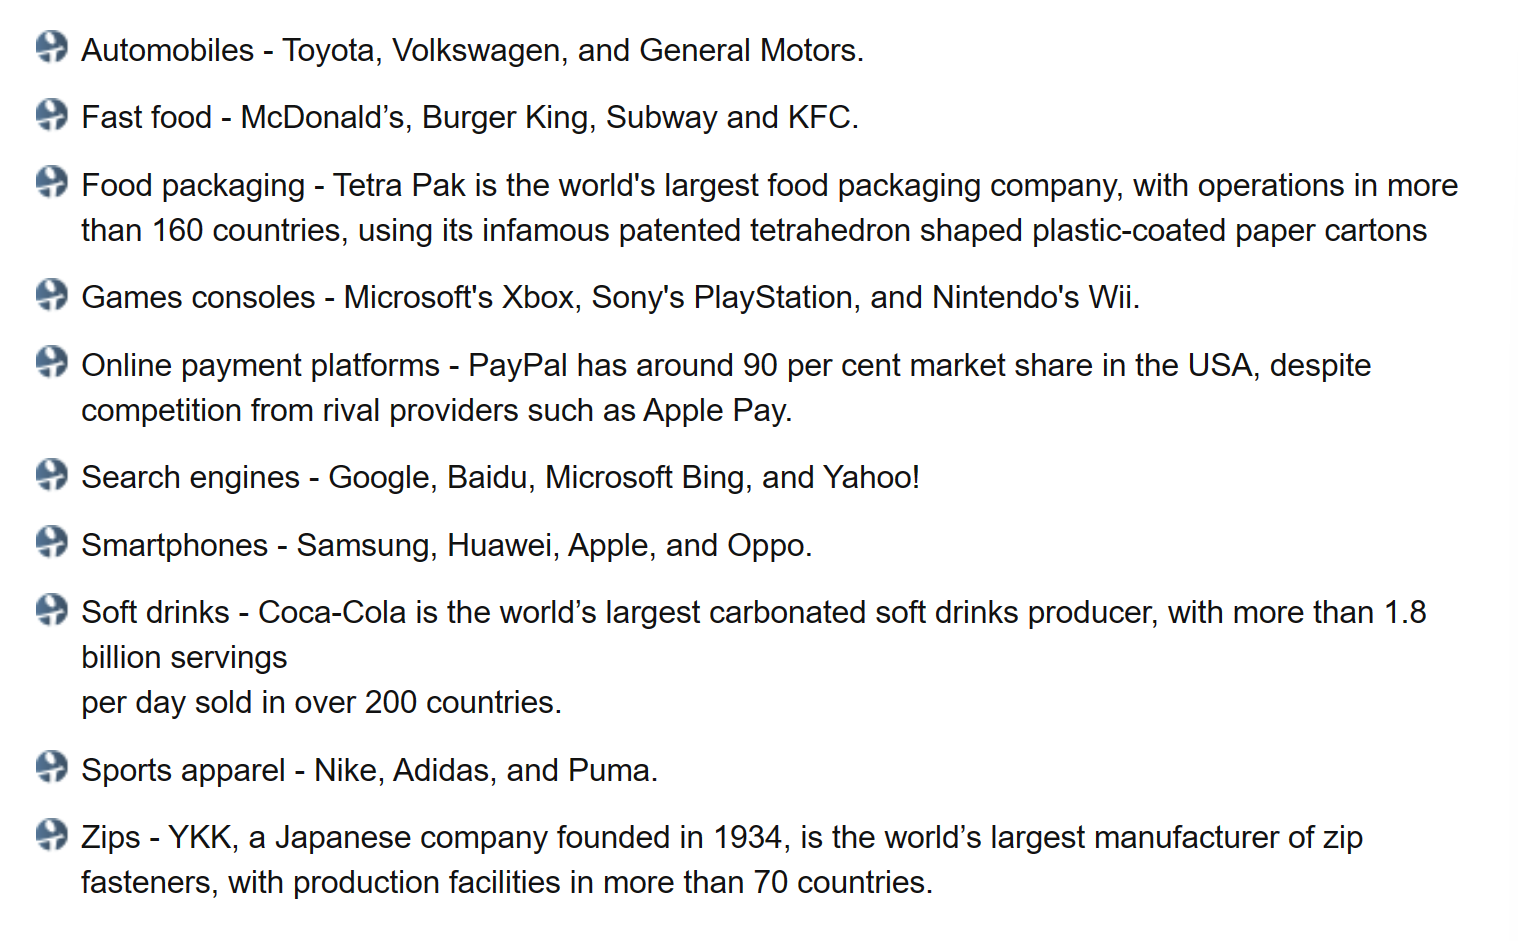 Automobiles - Toyota, Volkswagen, and General Motors.
Fast food - McDonald’s, Burger King, Subway and KFC.
Food packaging - Tetra Pak is the world's largest food packaging company, with operations in more
than 160 countries, using its infamous patented tetrahedron shaped plastic-coated paper cartons
Games consoles - Microsoft's Xbox, Sony's PlayStation, and Nintendo's Wii.
Online payment platforms - PayPal has around 90 per cent market share in the USA, despite
competition from rival providers such as Apple Pay.
Search engines - Google, Baidu, Microsoft Bing, and Yahoo!
Smartphones - Samsung, Huawei, Apple, and Oppo.
Soft drinks - Coca-Cola is the world’s largest carbonated soft drinks producer, with more than 1.8
billion servings
per day sold in over 200 countries.
Sports apparel - Nike, Adidas, and Puma.
Zips - YKK, a Japanese company founded in 1934, is the world’s largest manufacturer of zip
fasteners, with production facilities in more than 70 countries.